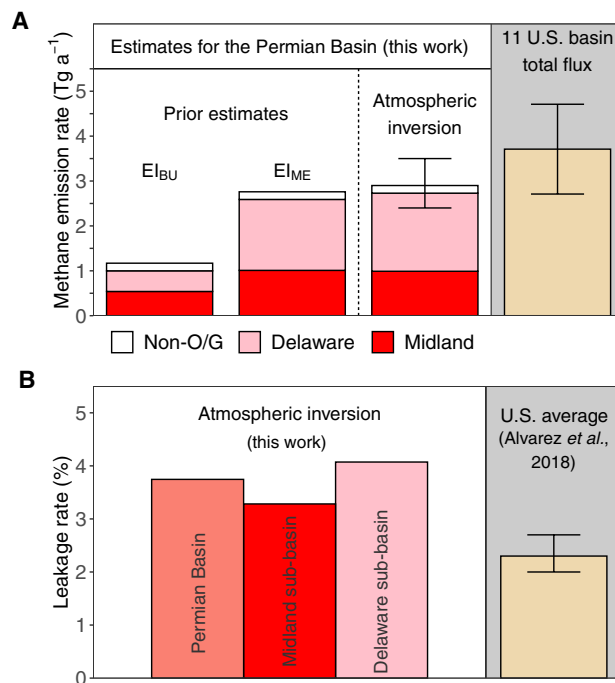 A
Estimates for the Permian Basin (this work)
11 U.S. basin
total flux
Prior estimates
Atmospheric
inversion
EI_BU
EI_ME
Methane emission rate (Tg a⁻¹)
5
4
3
2
1
0
Non-O/G
Delaware
Midland
B
Atmospheric inversion
(this work)
U.S. average
(Alvarez et al.,
2018)
Leakage rate (%)
5
4
3
2
1
0
Permian Basin
Midland sub-basin
Delaware sub-basin